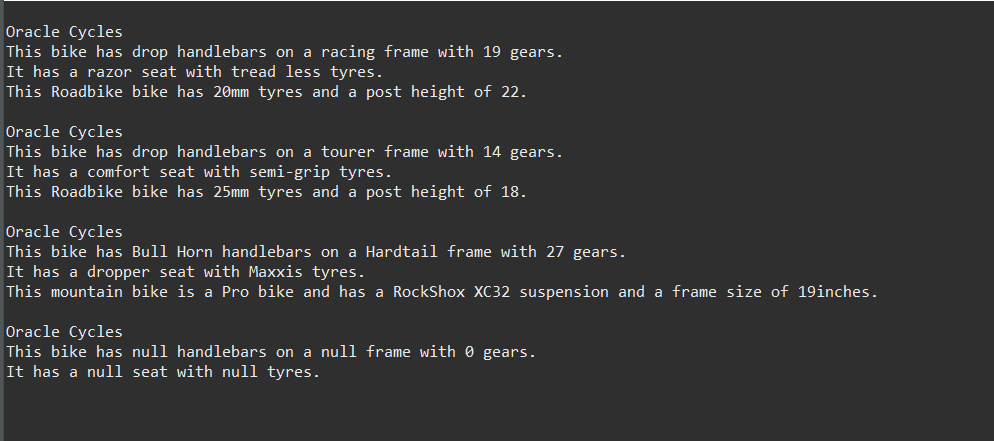 Oracle Cycles
This bike has drop handlebars on a racing frame with 19 gears.
It has a razor seat with tread less tyres.
This Roadbike bike has 20mm tyres and a post height of 22.
Oracle Cycles
This bike has drop handlebars on a tourer frame with 14 gears.
It has a comfort seat with semi-grip tyres.
This Roadbike bike has 25mm tyres and a post height of 18.
Oracle Cycles
This bike has Bull Horn handlebars on a Hardtail frame with 27 gears.
It has a dropper seat with Maxxis tyres.
This mountain bike is a Pro bike and has a RockShox XC32 suspension and a frame size of 19inches.
Oracle Cycles
This bike has null handlebars on a null frame with 0 gears.
It has a null seat with null tyres.